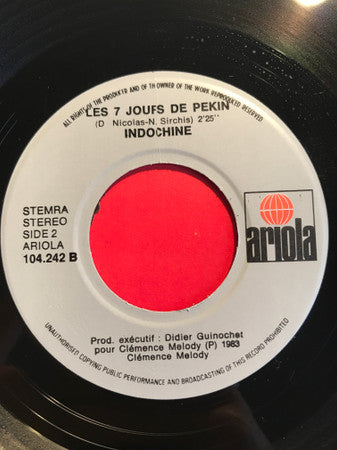 ALL RIGHTS OF THE PRODUCER AND OF TH OWNER OF THE WORK REPRODUCED RESERVED
LES 7 JOURS DE PEKIN
(D Nicolas-N. Sirchis) 2'25''
INDOCHINE
STEMRA
STEREO
SIDE 2
ARIOLA
104.242 B
ariola
Prod. exécutif : Didier Guinochet
pour Clémence Melody (P) 1983
Clémence Melody
UNAUTHORISED COPYING PUBLIC PERFORMANCE AND BROADCASTING OF THIS RECORD PROHIBITED